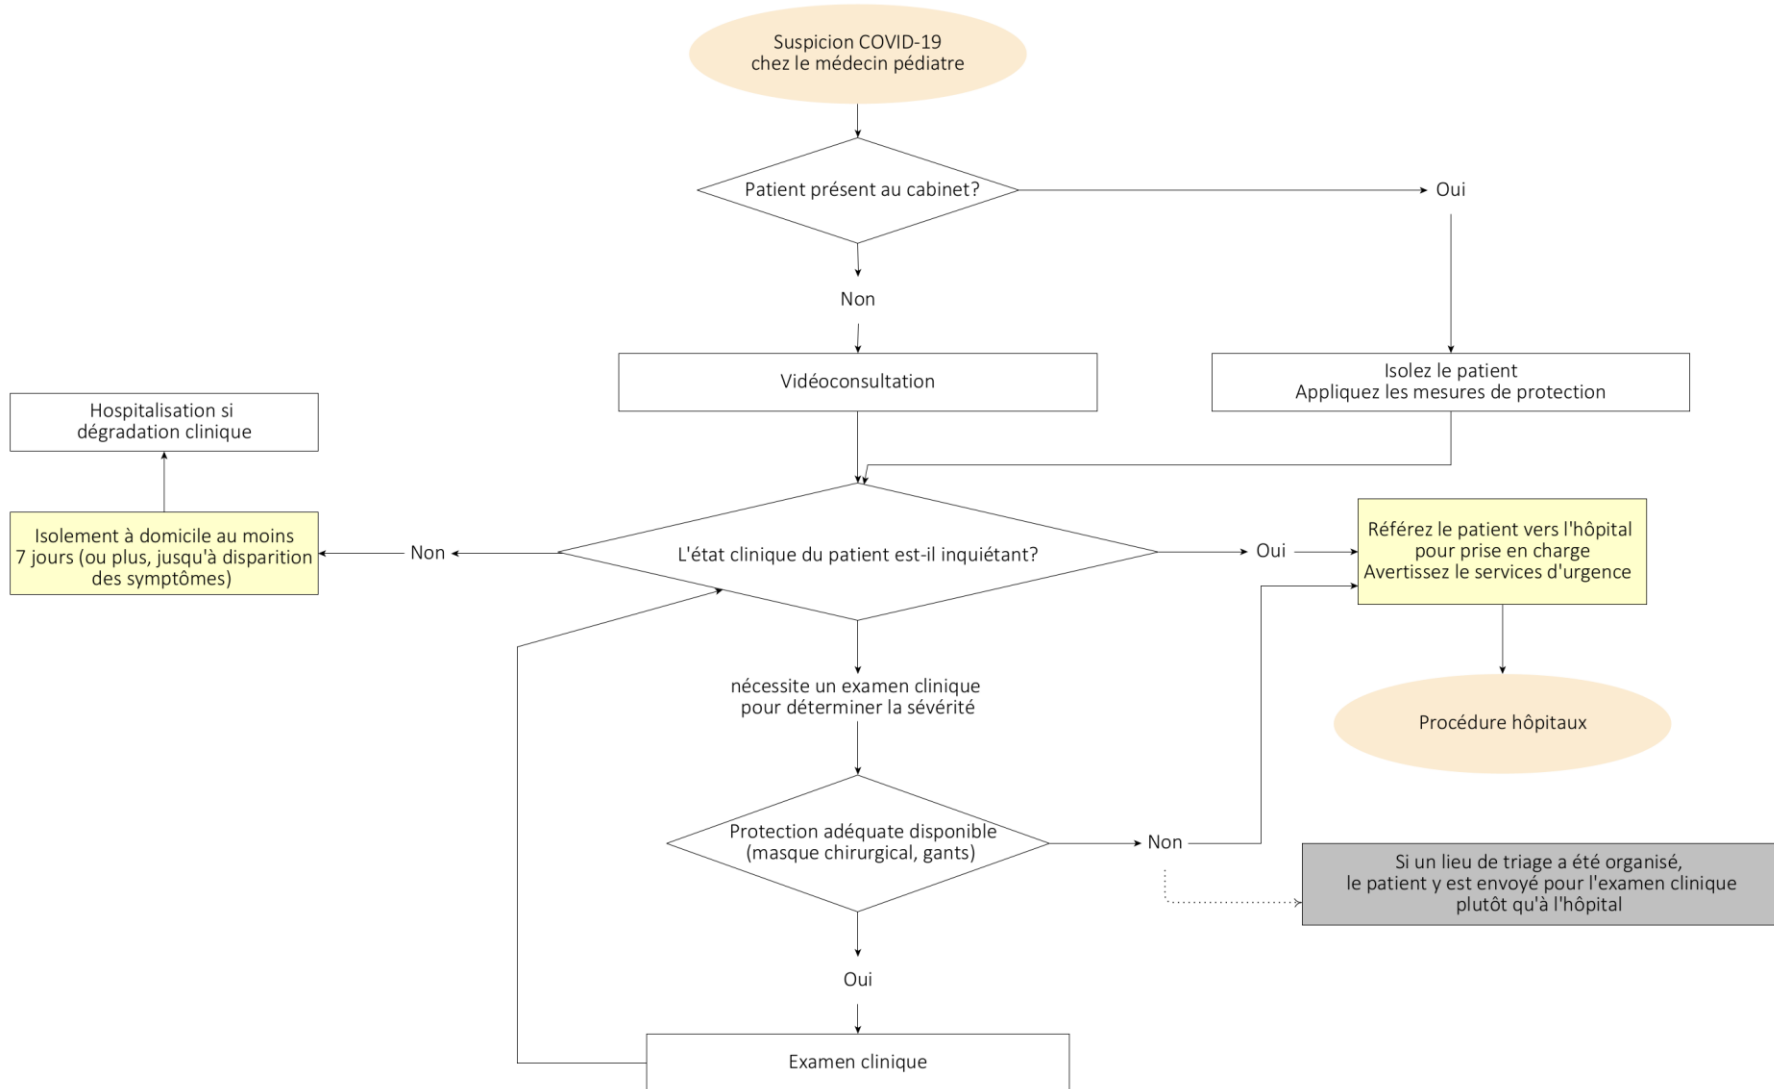 Suspicion COVID-19
chez le médecin pédiatre
Patient présent au cabinet?
Oui
Non
Vidéoconsultation
Isolez le patient
Appliquez les mesures de protection
Hospitalisation si
dégradation clinique
Isolement à domicile au moins
7 jours (ou plus, jusqu'à disparition
des symptômes)
Non
L'état clinique du patient est-il inquiétant?
Oui
Référez le patient vers l'hôpital
pour prise en charge
Avertissez le services d'urgence
nécessite un examen clinique
pour déterminer la sévérité
Procédure hôpitaux
Protection adéquate disponible
(masque chirurgical, gants)
Non
Si un lieu de triage a été organisé,
le patient y est envoyé pour l'examen clinique
plutôt qu'à l'hôpital
Oui
Examen clinique